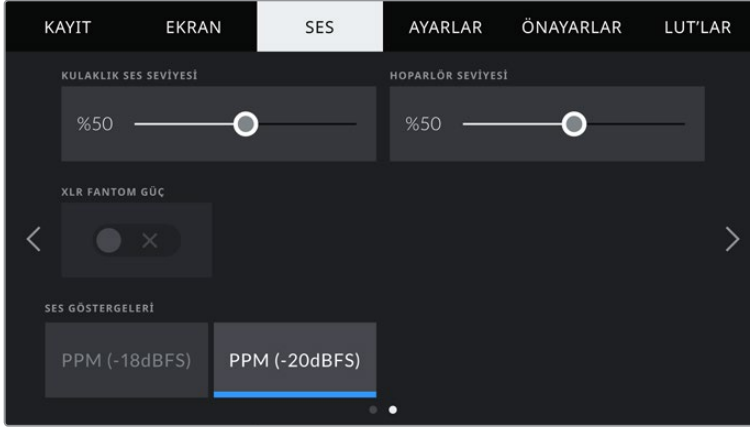 KAYIT EKRAN SES AYARLAR ÖNAYARLAR LUT'LAR
KULAKLIK SES SEVİYESİ HOPARLÖR SEVİYESİ
%50 %50
XLR FANTOM GÜÇ
SES GÖSTERGELERİ
PPM (-18dBFS) PPM (-20dBFS)